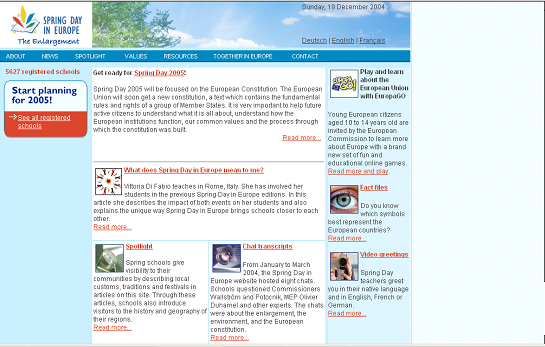 Sunday, 19 December 2004
SPRING DAY
IN EUROPE
The Enlargement
Deutsch | English | Français
ABOUT NEWS SPOTLIGHT VALUES RESOURCES TOGETHER IN EUROPE CONTACT
5627 registered schools
Start planning
for 2005!
See all registered
schools
Get ready for Spring Day 2005!
Spring Day 2005 will be focused on the European Constitution. The European
Union will soon get a new constitution, a text which contains the fundamental
rules and rights of a group of Member States. It is very important to help future
active citizens to understand what it is all about, understand how the
European institutions function, our common values and the process through
which the constitution was built.
Read more...
What does Spring Day in Europe mean to me?
Vittoria Di Fabio teaches in Rome, Italy. She has involved her
students in the previous Spring Day in Europe editions. In this
article she describes the impact of both events on her students and also
explains the unique way Spring Day in Europe brings schools closer to each
other.
Read more...
Spotlight
Spring schools give
visibility to their
communities by describing local
customs, traditions and festivals in
articles on this site. Through these
articles, schools also introduce
visitors to the history and geography of
their regions.
Read more...
Chat transcripts
From January to March
2004, the Spring Day in
Europe website hosted eight chats.
Schools questioned Commissioners
Wallström and Potocnik, MEP Olivier
Duhamel and other experts. The chats
were about the enlargement, the
environment, and the European
constitution.
Read more...
Play and learn
about the
European Union
with EuropaGO
Young European citizens
aged 10 to 14 years old are
invited by the European
Commission to learn more
about Europe with a brand
new set of fun and
educational online games.
Read more and play.
Fact files
Do you know
which symbols
best represent the
European countries?
Read more...
Video greetings
Spring Day
teachers greet
you in their native language
and in English, French or
German.
Read more...